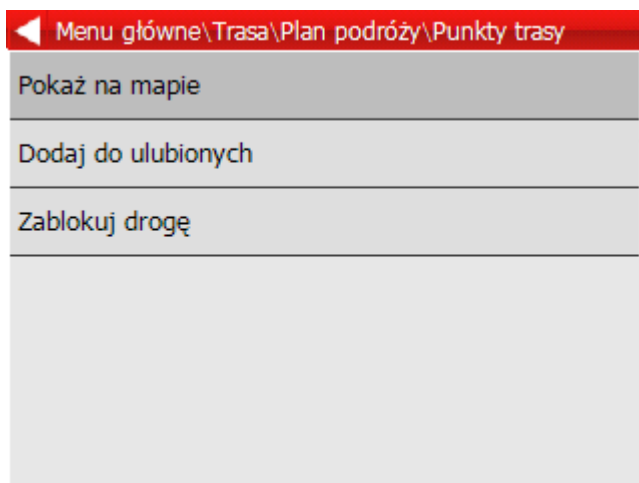 Menu główne\Trasa\Plan podróży\Punkty trasy
Pokaż na mapie
Dodaj do ulubionych
Zablokuj drogę